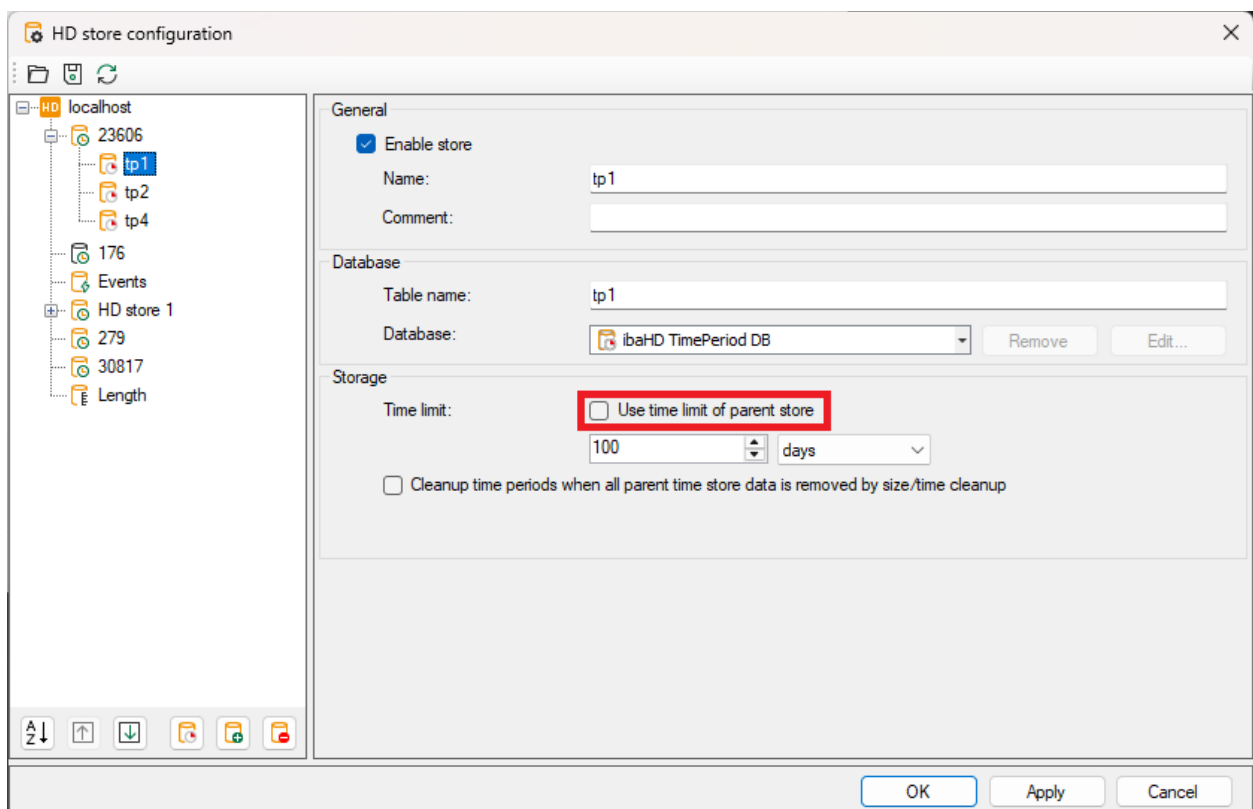 HD store configuration
HD localhost
23606
tp1
tp2
tp4
176
Events
HD store 1
279
30817
Length
General
Enable store
Name: tp1
Comment:
Database
Table name: tp1
Database: ibaHD TimePeriod DB Remove Edit...
Storage
Time limit: Use time limit of parent store
100 days
Cleanup time periods when all parent time store data is removed by size/time cleanup
A
Z
OK Apply Cancel